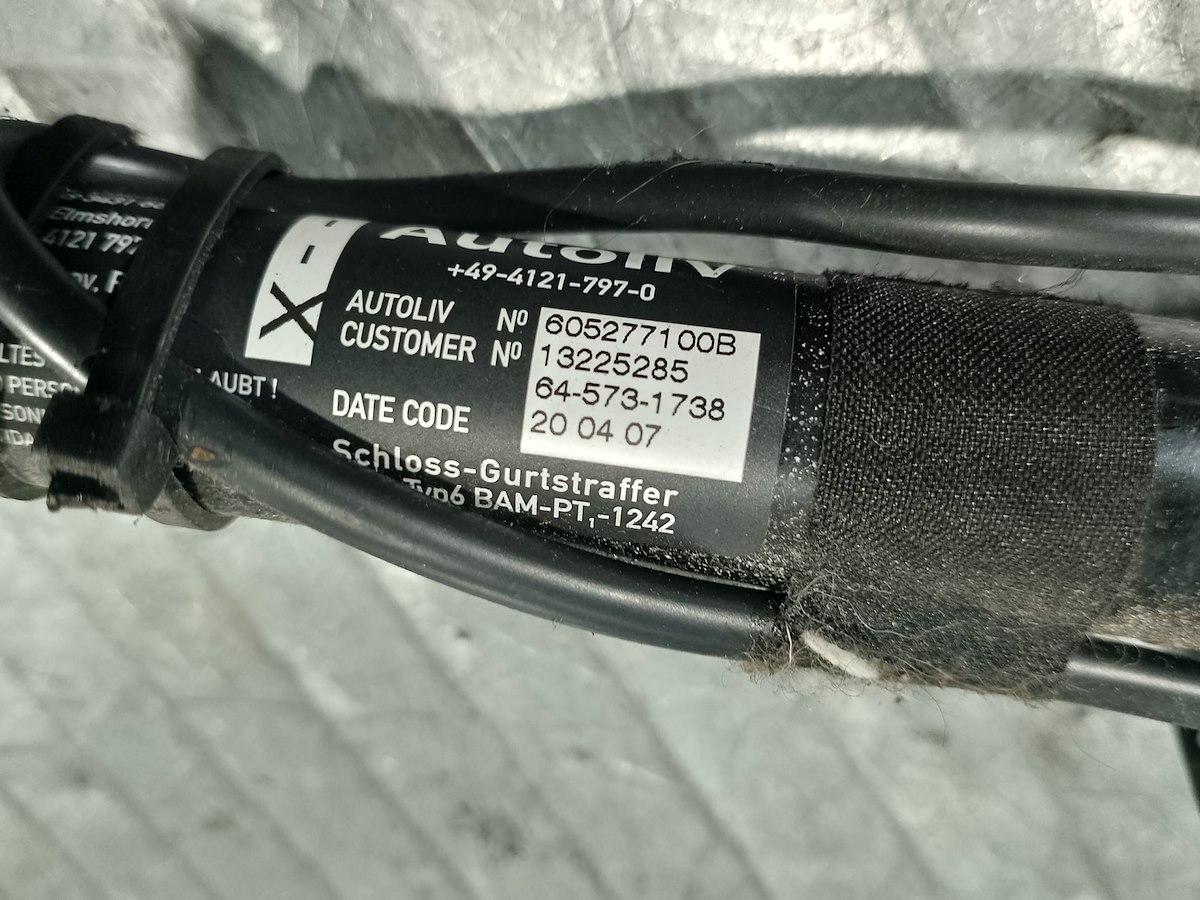 Elmshorn
4121 797
Autoliv
+49-4121-797-0
AUTOLIV Nº 605277100B
CUSTOMER Nº 13225285
64-573-1738
DATE CODE 20 04 07
Schloss-Gurtstraffer
Typ6 BAM-PT,-1242